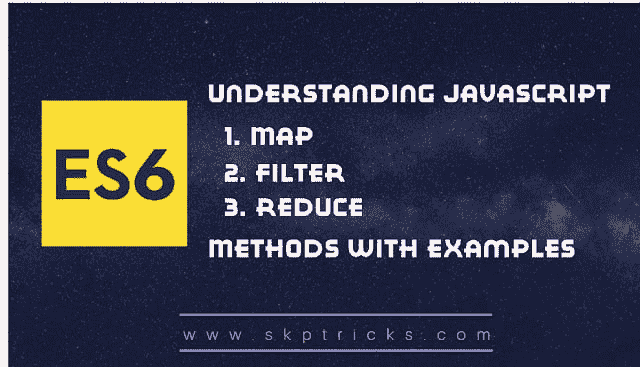 ES6
UNDERSTANDING JAVASCRIPT
1. MAP
2. FILTER
3. REDUCE
METHODS WITH EXAMPLES
www.skptricks.com